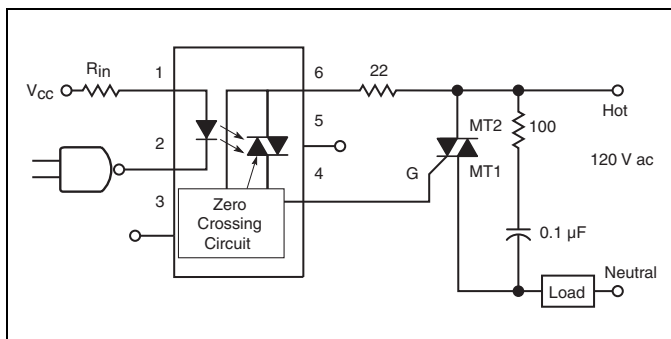 Rin
1
VCC
2
3
6
22
5
4
Hot
MT2
100
MT1
G
120 V ac
Zero
Crossing
Circuit
0.1 µF
Neutral
Load